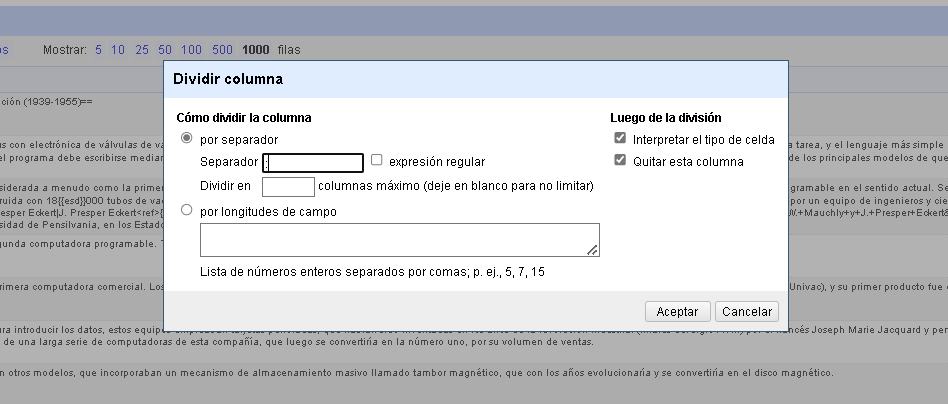 os Mostrar: 5 10 25 50 100 500 1000 filas
ción (1939-1955)==
Dividir columna
Cómo dividir la columna
Luego de la división
por separador
Interpretar el tipo de celda
Separador : expresión regular
Quitar esta columna
Dividir en columnas máximo (deje en blanco para no limitar)
por longitudes de campo
Lista de números enteros separados por comas; p. ej., 5, 7, 15
Aceptar Cancelar
us con electrónica de válvulas de va
a tarea, y el lenguaje más simple
el programa debe escribirse mediar
de los principales modelos de que
siderada a menudo como la primer
gramable en el sentido actual. Se
ruida con 18{{esd}}000 tubos de vac
por un equipo de ingenieros y cie
esper Eckert|J. Presper Eckert<ref>{
W.+Mauchly+y+J.+Presper+Eckert&
sidad de Pensilvania, en los Estado
gunda computadora programable. T
rimera computadora comercial. Los
Univac), y su primer producto fue
ra introducir los datos, estos equipos
ncés Joseph Marie Jacquard y per
de una larga serie de computadoras de esta compañía, que luego se convertiría en la número uno, por su volumen de ventas.
n otros modelos, que incorporaban un mecanismo de almacenamiento masivo llamado tambor magnético, que con los años evolucionaría y se convertiría en el disco magnético.